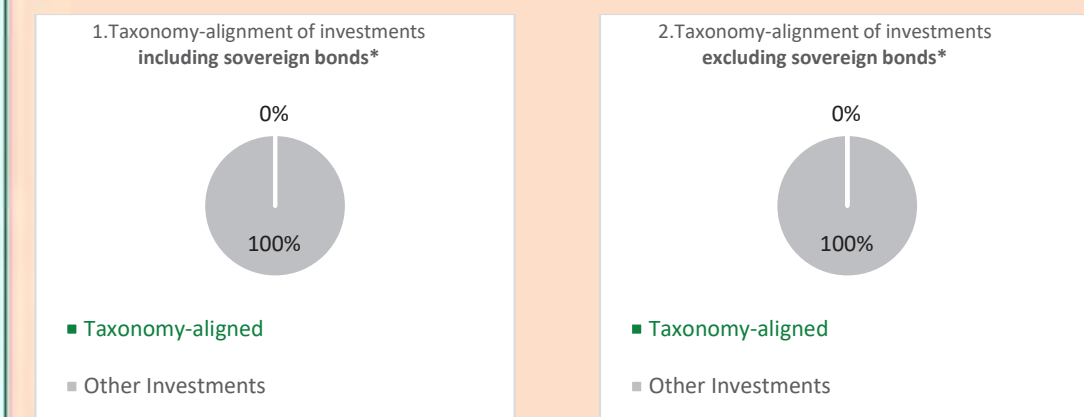 1.Taxonomy-alignment of investments
including sovereign bonds*
0%
100%
Taxonomy-aligned
Other Investments
2.Taxonomy-alignment of investments
excluding sovereign bonds*
0%
100%
Taxonomy-aligned
Other Investments